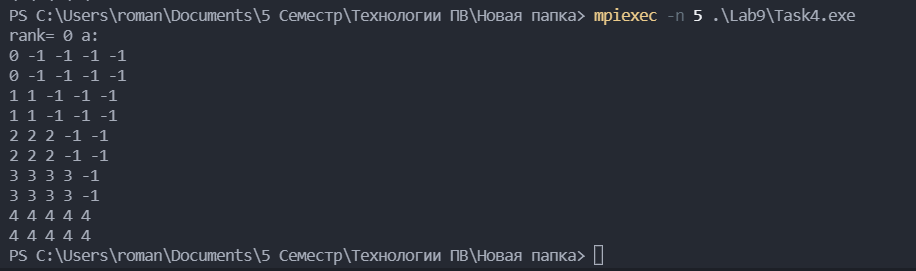 PS C:\Users\roman\Documents\5 Семестр\Технологии ПВ\Новая папка> mpiexec -n 5 .\Lab9\Task4.exe
rank= 0 a:
0 -1 -1 -1 -1
0 -1 -1 -1 -1
1 1 -1 -1 -1
1 1 -1 -1 -1
2 2 2 -1 -1
2 2 2 -1 -1
3 3 3 3 -1
3 3 3 3 -1
4 4 4 4 4
4 4 4 4 4
PS C:\Users\roman\Documents\5 Семестр\Технологии ПВ\Новая папка>